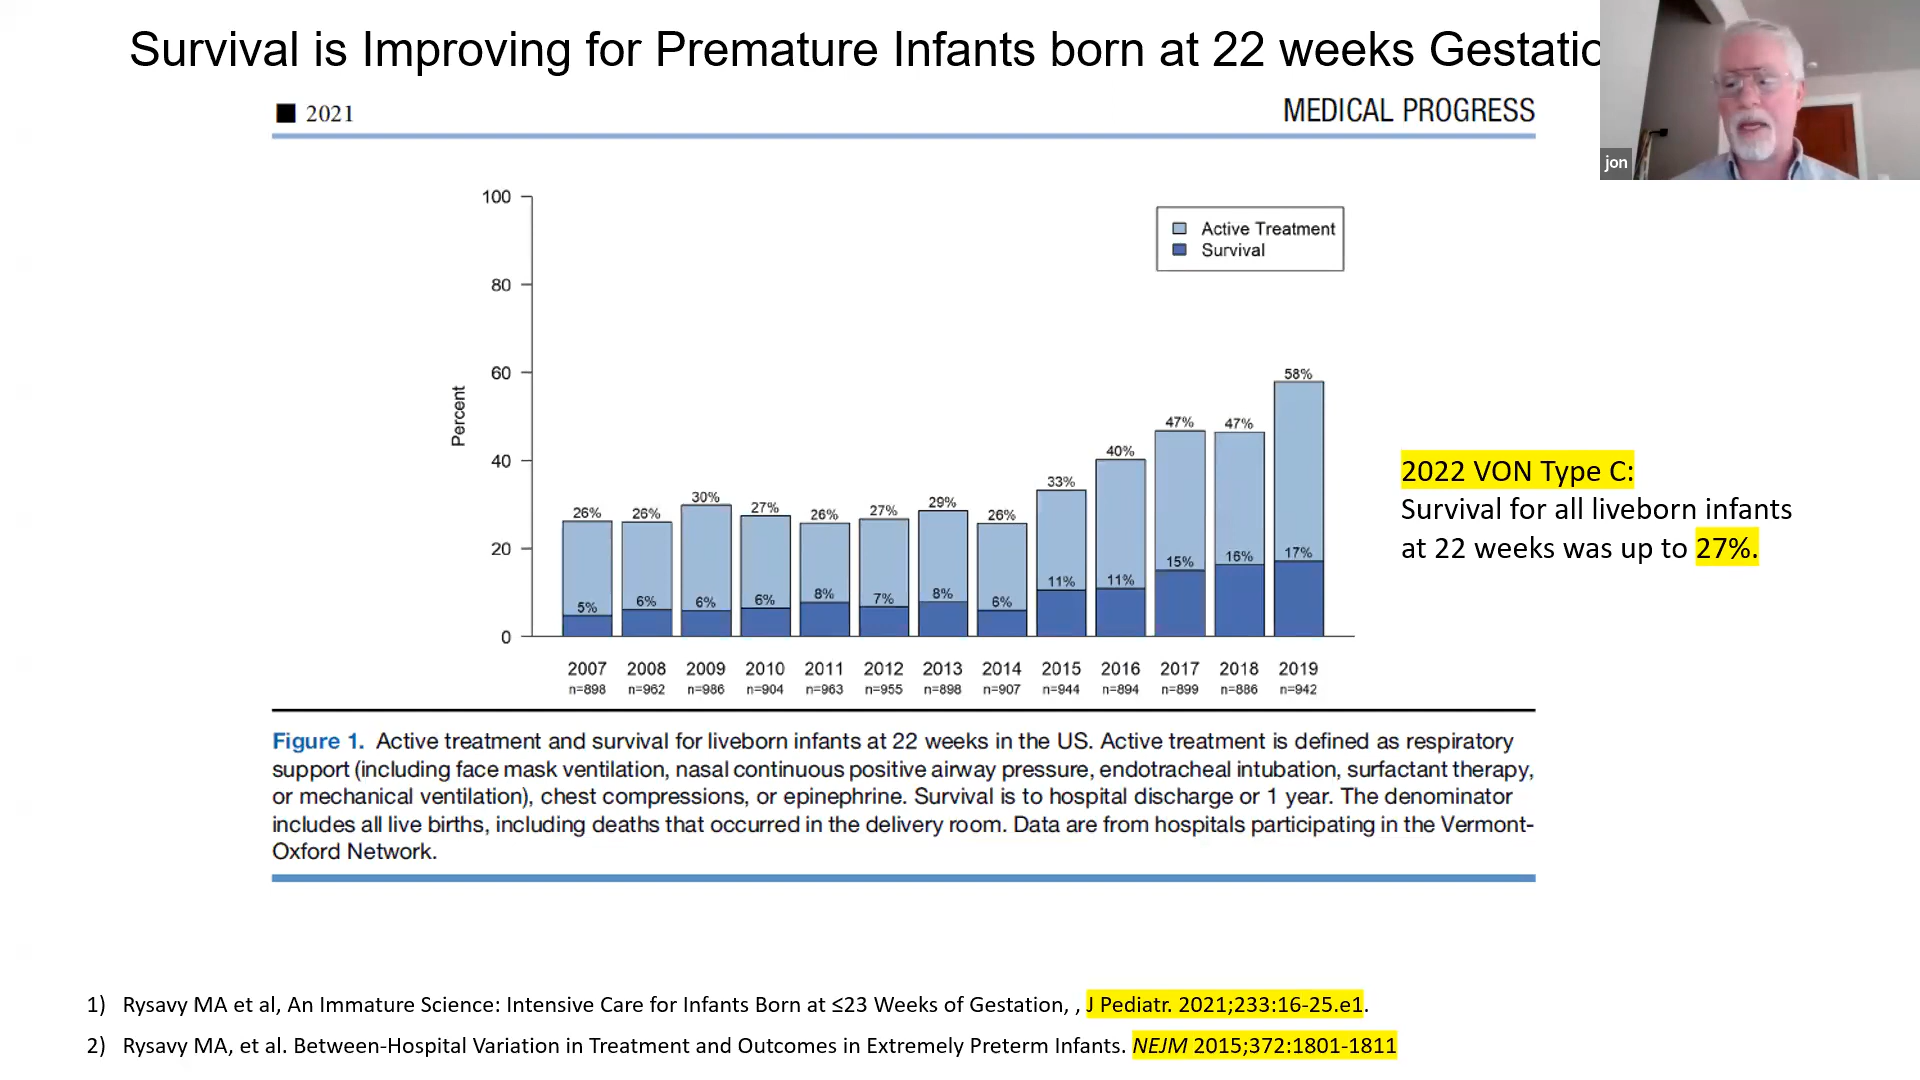 Survival is Improving for Premature Infants born at 22 weeks Gestatio
jon
■ 2021
MEDICAL PROGRESS
Percent
100
80
60
40
20
0
Active Treatment
Survival
26% 26% 30% 27% 26% 27% 29% 26% 33% 40% 47% 47% 58%
5% 6% 6% 6% 8% 7% 8% 6% 11% 11% 15% 16% 17%
2007 2008 2009 2010 2011 2012 2013 2014 2015 2016 2017 2018 2019
n=898 n=962 n=986 n=904 n=963 n=955 n=898 n=907 n=944 n=894 n=899 n=886 n=942
2022 VON Type C:
Survival for all liveborn infants
at 22 weeks was up to 27%.
Figure 1. Active treatment and survival for liveborn infants at 22 weeks in the US. Active treatment is defined as respiratory
support (including face mask ventilation, nasal continuous positive airway pressure, endotracheal intubation, surfactant therapy,
or mechanical ventilation), chest compressions, or epinephrine. Survival is to hospital discharge or 1 year. The denominator
includes all live births, including deaths that occurred in the delivery room. Data are from hospitals participating in the Vermont-
Oxford Network.
1) Rysavy MA et al, An Immature Science: Intensive Care for Infants Born at ≤23 Weeks of Gestation, , J Pediatr. 2021;233:16-25.e1.
2) Rysavy MA, et al. Between-Hospital Variation in Treatment and Outcomes in Extremely Preterm Infants. NEJM 2015;372:1801-1811